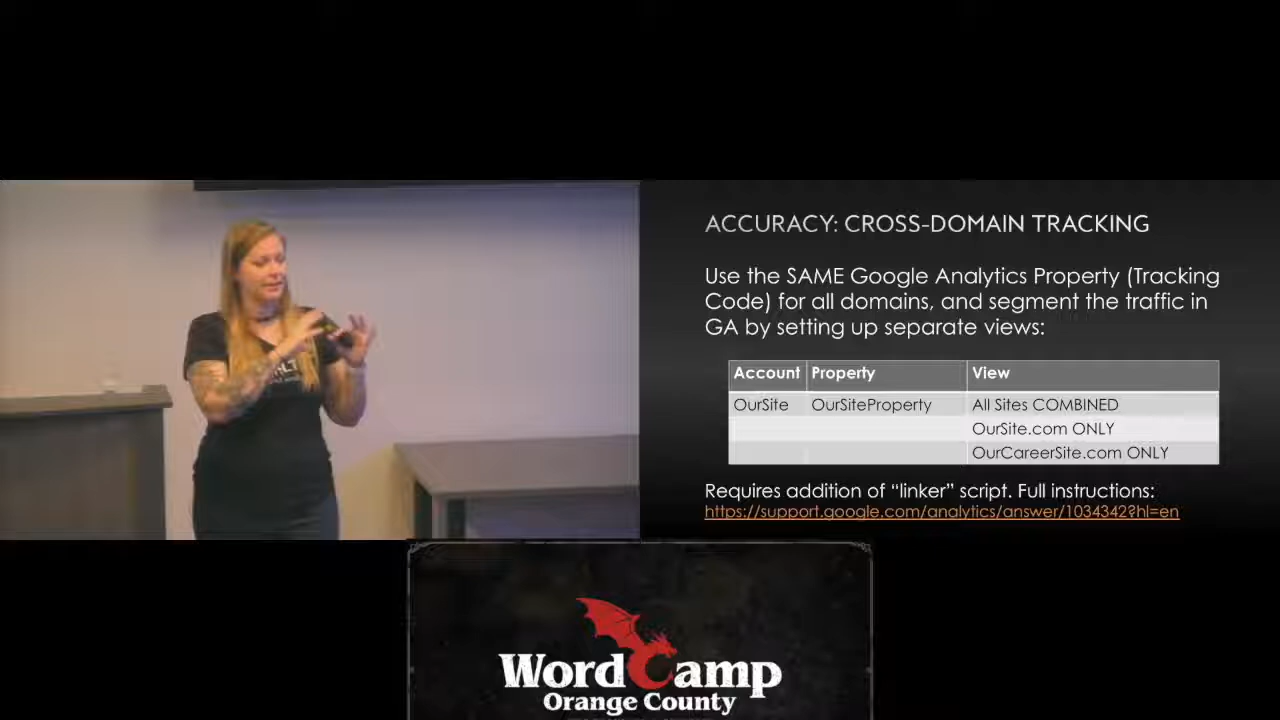 ACCURACY: CROSS-DOMAIN TRACKING
Use the SAME Google Analytics Property (Tracking
Code) for all domains, and segment the traffic in
GA by setting up separate views:
Account Property View
OurSite OurSiteProperty All Sites COMBINED
OurSite.com ONLY
OurCareerSite.com ONLY
Requires addition of “linker” script. Full instructions:
https://support.google.com/analytics/answer/1034342?hl=en
WordCamp
Orange County